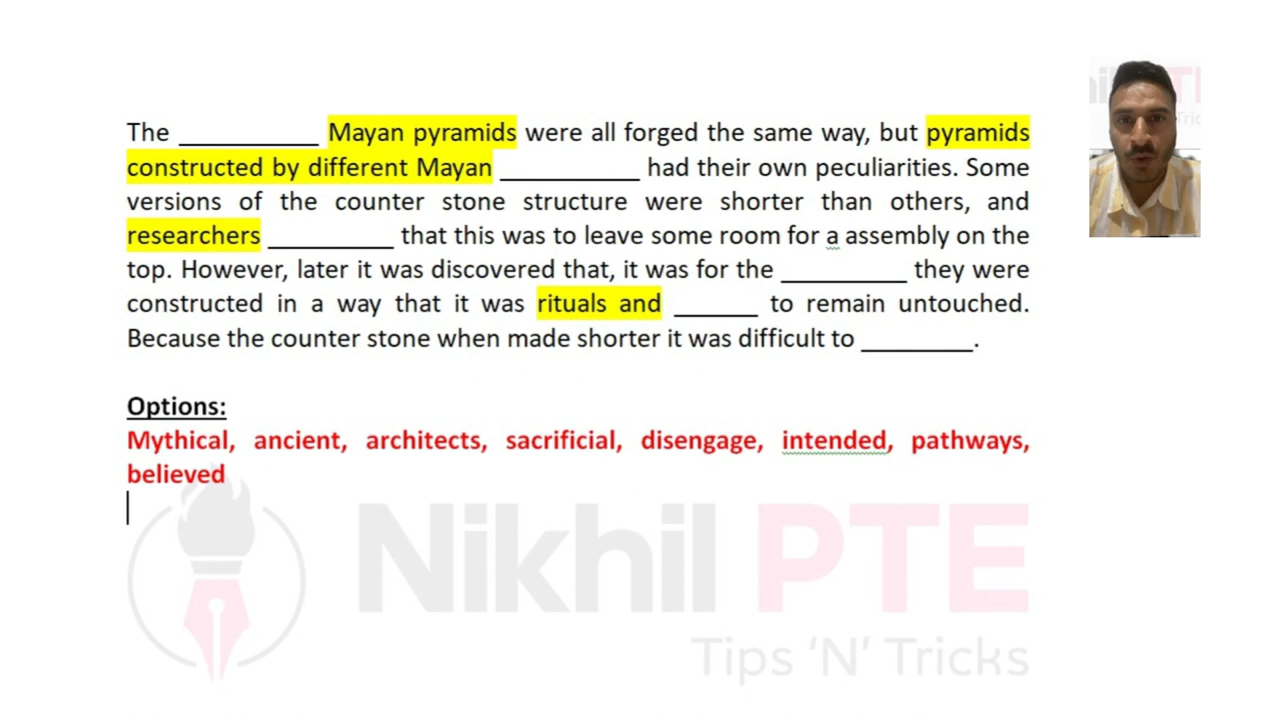 The ____________ Mayan pyramids were all forged the same way, but pyramids
constructed by different Mayan ____________ had their own peculiarities. Some
versions of the counter stone structure were shorter than others, and
researchers ___________ that this was to leave some room for a assembly on the
top. However, later it was discovered that, it was for the ___________ they were
constructed in a way that it was rituals and _______ to remain untouched.
Because the counter stone when made shorter it was difficult to __________.
Options:
Mythical, ancient, architects, sacrificial, disengage, intended, pathways,
believed
Nikhil PTE
Tips 'N' Tricks